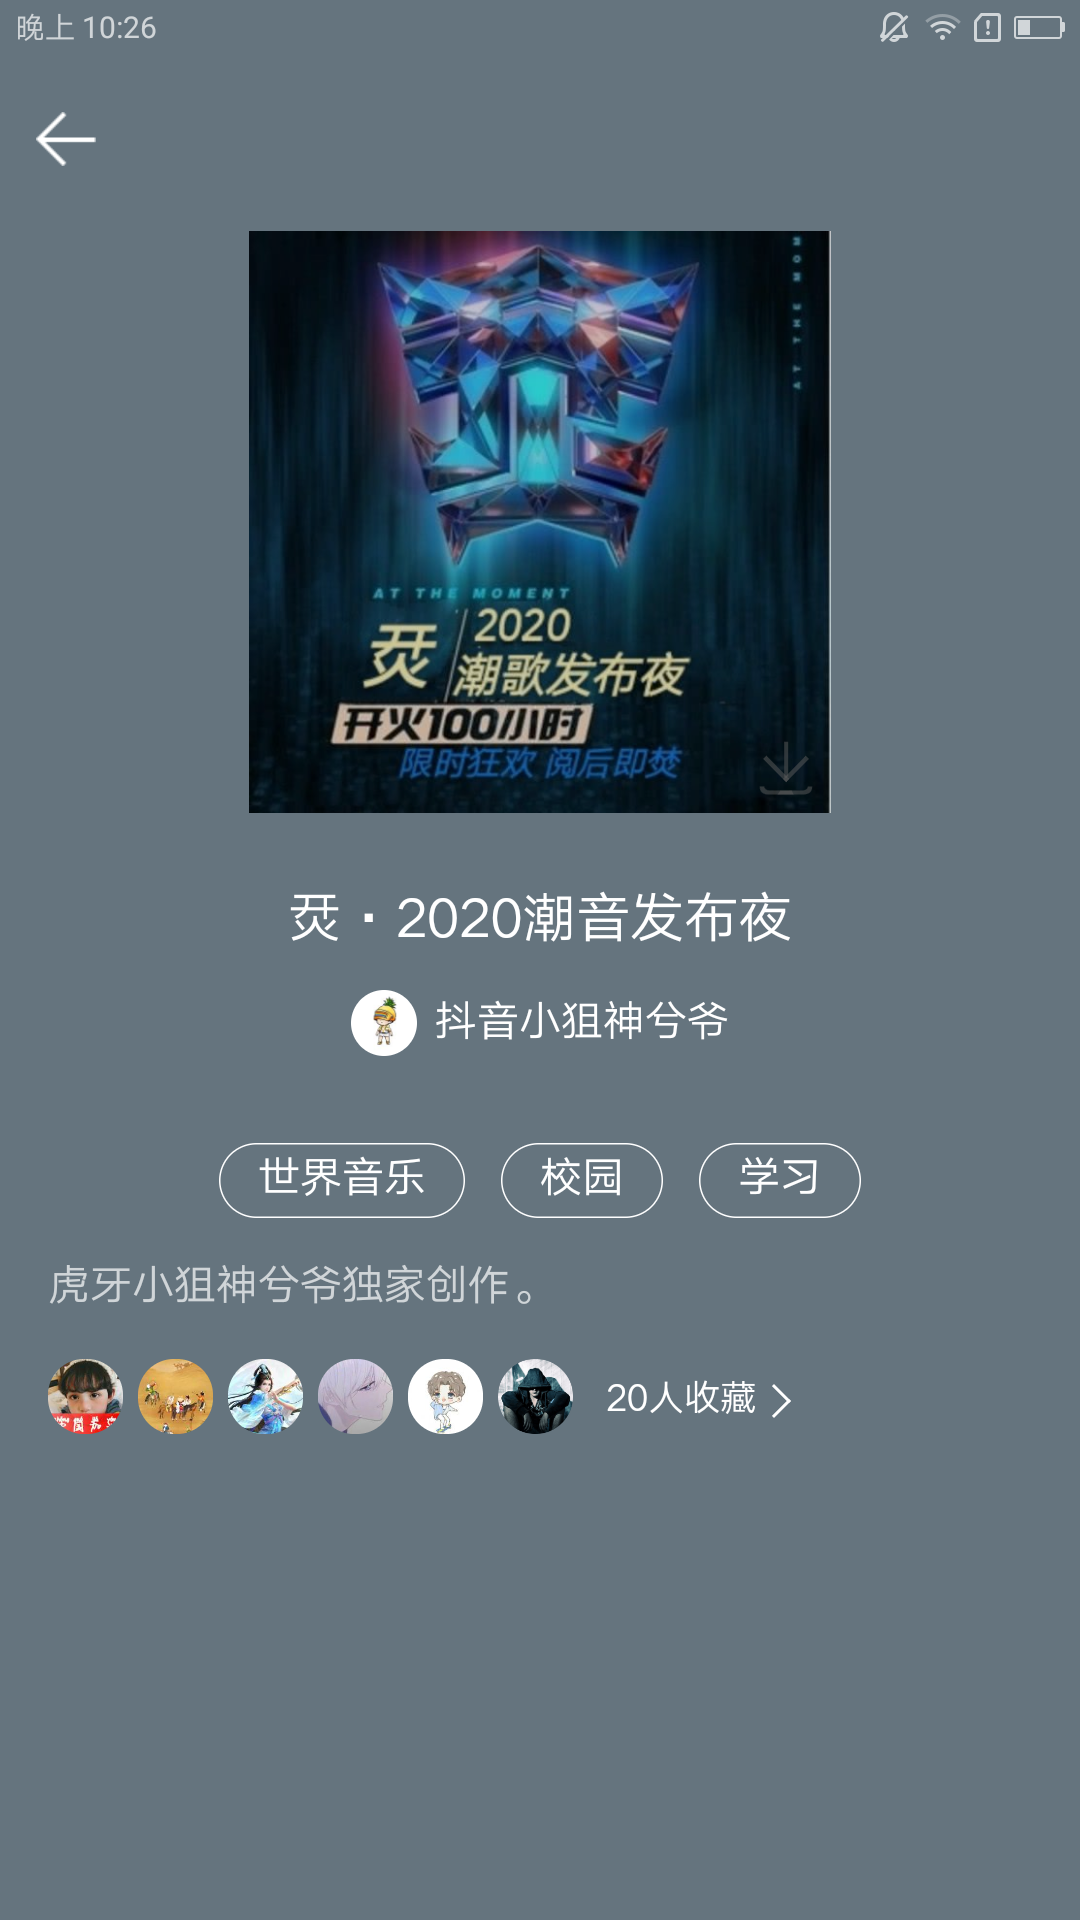 晚上 10:26
AT THE MOM
AT THE MOMENT
烎
2020
潮歌发布夜
开火100小时
限时狂欢 阅后即焚
烎·2020潮音发布夜
抖音小狙神兮爷
世界音乐
校园
学习
虎牙小狙神兮爷独家创作。
20人收藏